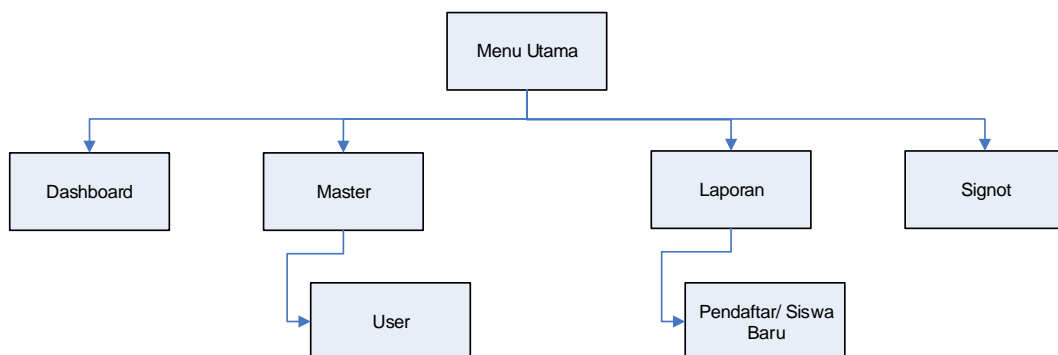 Menu Utama
Dashboard
Master
Laporan
Signot
User
Pendaftar/ Siswa
Baru